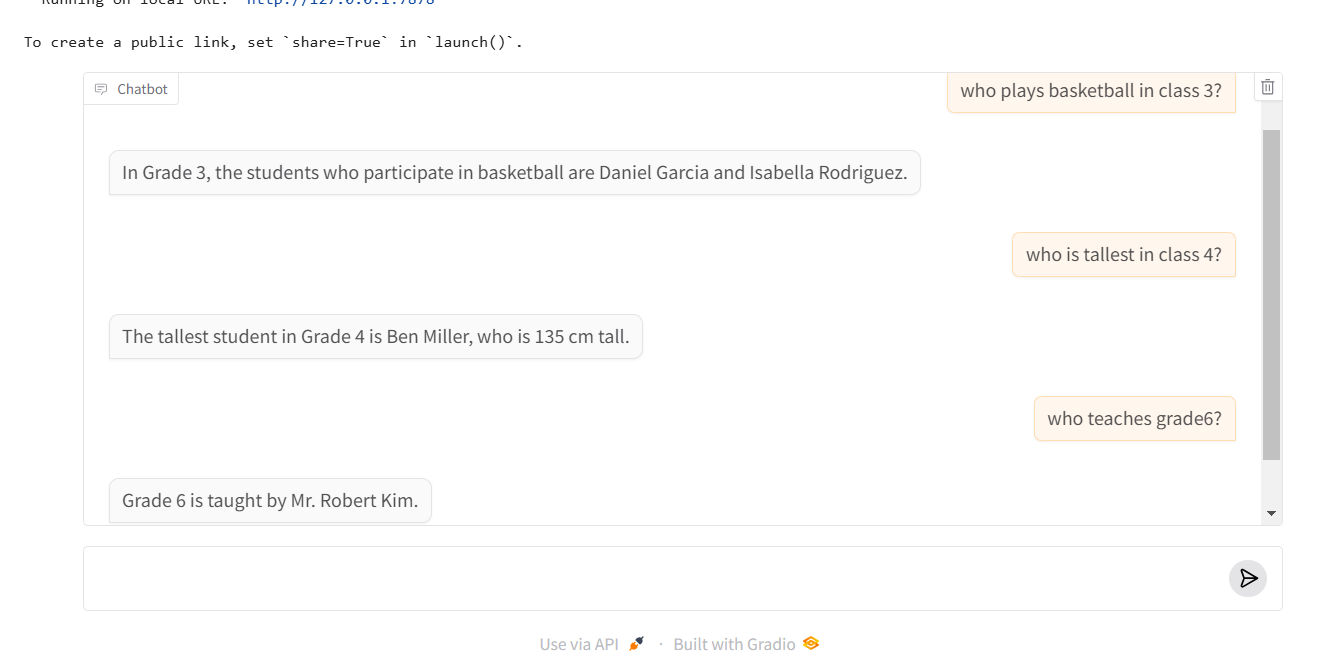 Running on local URL: http://127.0.0.1:7878
To create a public link, set `share=True` in `launch()`.
Chatbot
who plays basketball in class 3?
In Grade 3, the students who participate in basketball are Daniel Garcia and Isabella Rodriguez.
who is tallest in class 4?
The tallest student in Grade 4 is Ben Miller, who is 135 cm tall.
who teaches grade6?
Grade 6 is taught by Mr. Robert Kim.
Use via API · Built with Gradio